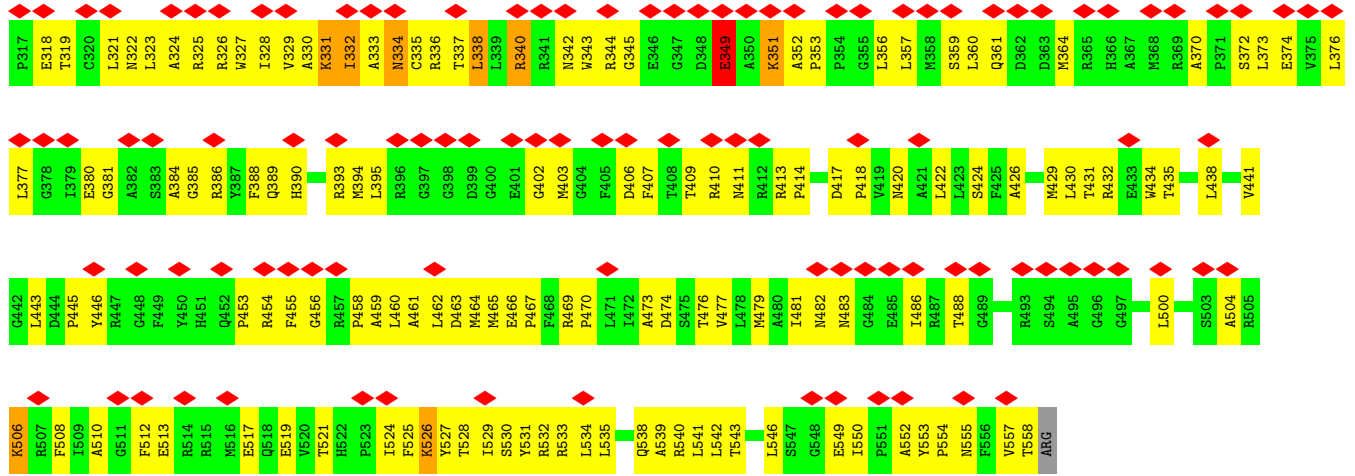 P317 E318 T319 C320 L321 N322 L323 A324 R325 R326 W327 I328 V329 A330 K331 I332 A333 N334 C335 R336 T337 L338 L339 R340 R341 N342 W343 R344 G345 E346 G347 D348 E349 A350 K351 A352 P353 P354 G355 L356 L357 M358 S359 L360 Q361 D362 D363 M364 R365 H366 A367 M368 R369 A370 P371 S372 L373 E374 V375 L376
L377 G378 I379 E380 G381 A382 S383 A384 G385 R386 Y387 F388 Q389 H390 R393 M394 L395 R396 G397 G398 D399 G400 E401 G402 M403 G404 F405 D406 F407 T408 T409 R410 N411 R412 R413 P414 D417 P418 V419 N420 A421 L422 L423 S424 F425 A426 M429 L430 T431 R432 E433 W434 T435 L438 V441
G442 L443 D444 P445 Y446 R447 G448 F449 Y450 H451 Q452 P453 R454 F455 G456 R457 P458 A459 L460 A461 L462 D463 M464 M465 E466 P467 F468 R469 P470 L471 I472 A473 D474 S475 T476 V477 L478 M479 A480 I481 N482 N483 G484 E485 I486 R487 T488 G489 R493 S494 A495 G496 G497 L500 S503 A504 R505
K506 R507 F508 I509 A510 G511 F512 E513 R514 R515 M516 E517 Q518 E519 V520 T521 H522 P523 I524 F525 K526 Y527 T528 I529 S530 Y531 R532 R533 L534 L535 Q538 A539 R540 L541 L542 T543 L546 S547 G548 E549 I550 P551 A552 Y553 P554 N555 F556 V557 T558 ARG